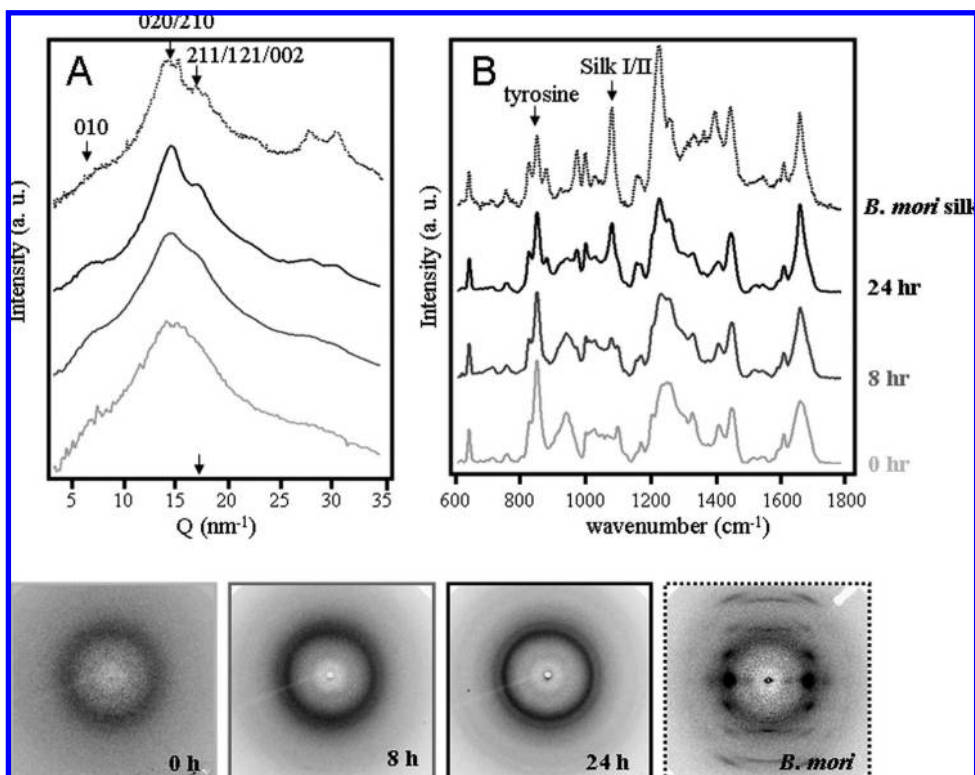 020/210
A
211/121/002
010
Intensity (a. u.)
5 10 15 20 25 30 35
Q (nm-1)
B
Silk I/II
tyrosine
B. mori silk
24 hr
8 hr
0 hr
Intensity (a. u.)
600 800 1000 1200 1400 1600 1800
wavenumber (cm-1)
0 h
8 h
24 h
B. mori